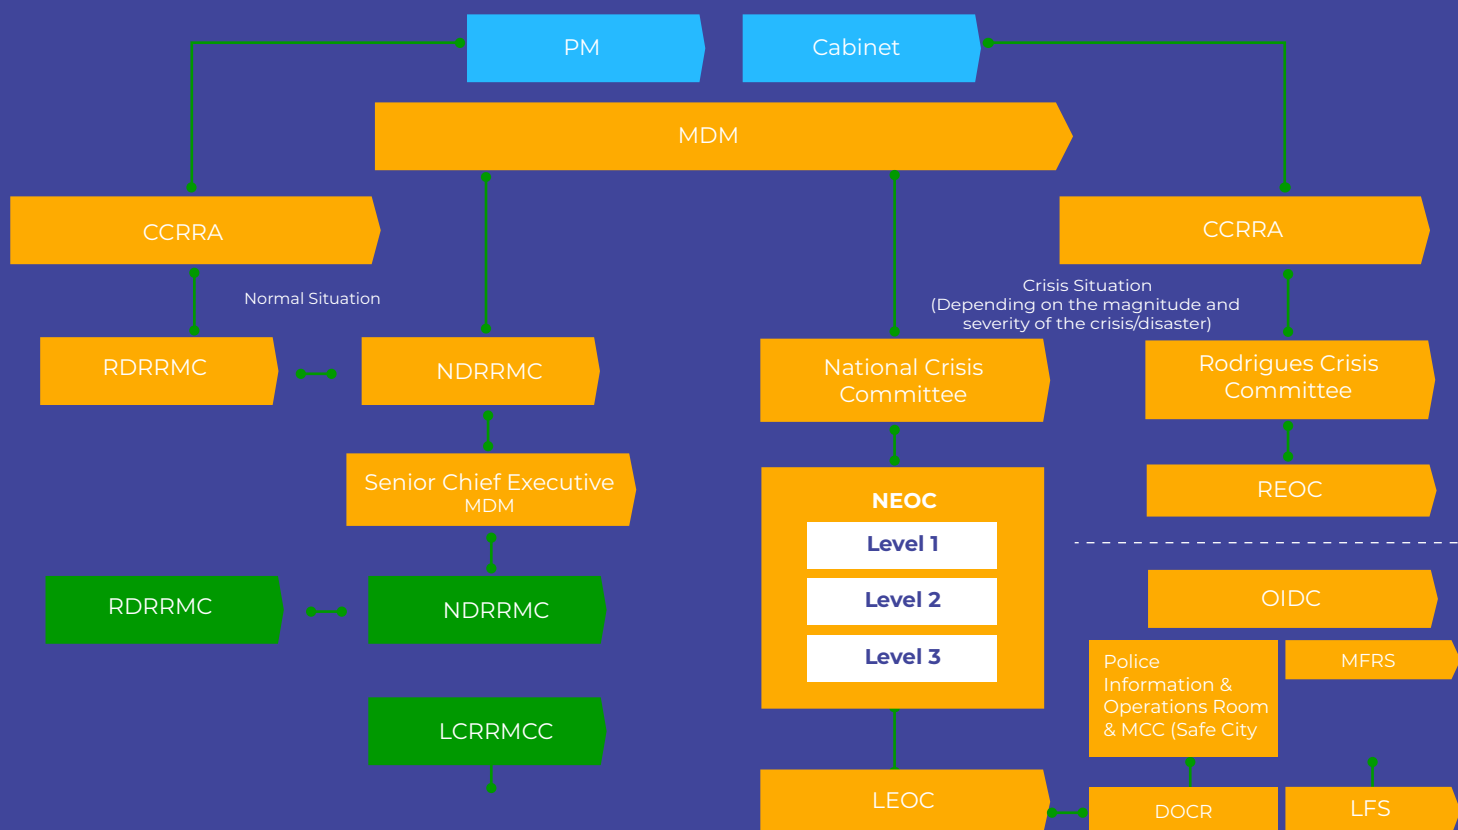 PM
Cabinet
MDM
CCRRA
CCRRA
Normal Situation
Crisis Situation
(Depending on the magnitude and
severity of the crisis/disaster)
RDRRMC
NDRRMC
National Crisis
Committee
Rodrigues Crisis
Committee
Senior Chief Executive
MDM
NEOC
Level 1
Level 2
Level 3
REOC
RDRRMC
NDRRMC
OIDC
Police
Information &
Operations Room
& MCC (Safe City
MFRS
LCRRMCC
LEOC
DOCR
LFS